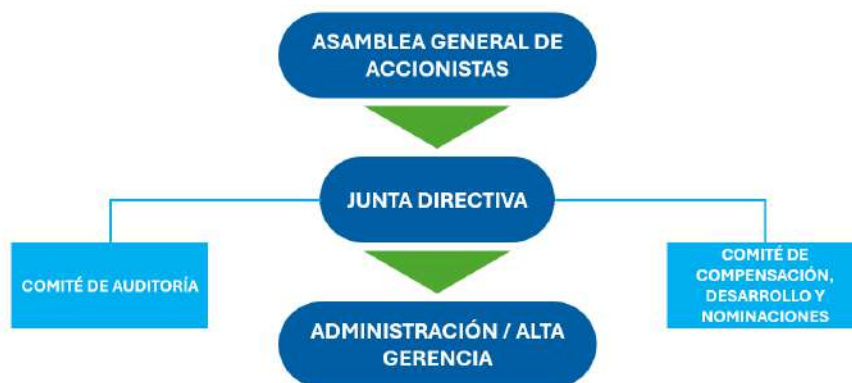 ASAMBLEA GENERAL DE
ACCIONISTAS
JUNTA DIRECTIVA
COMITÉ DE AUDITORÍA
COMITÉ DE
COMPENSACIÓN,
DESARROLLO Y
NOMINACIONES
ADMINISTRACIÓN / ALTA
GERENCIA